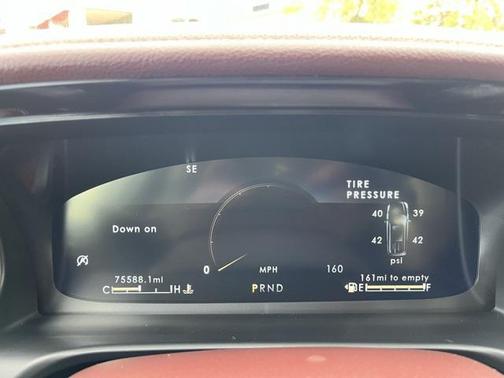 SE
TIRE
PRESSURE
40 39
Down on
42 42
psi
0 MPH 160
75588.1mi
161mi to empty
C H
PRND
E F